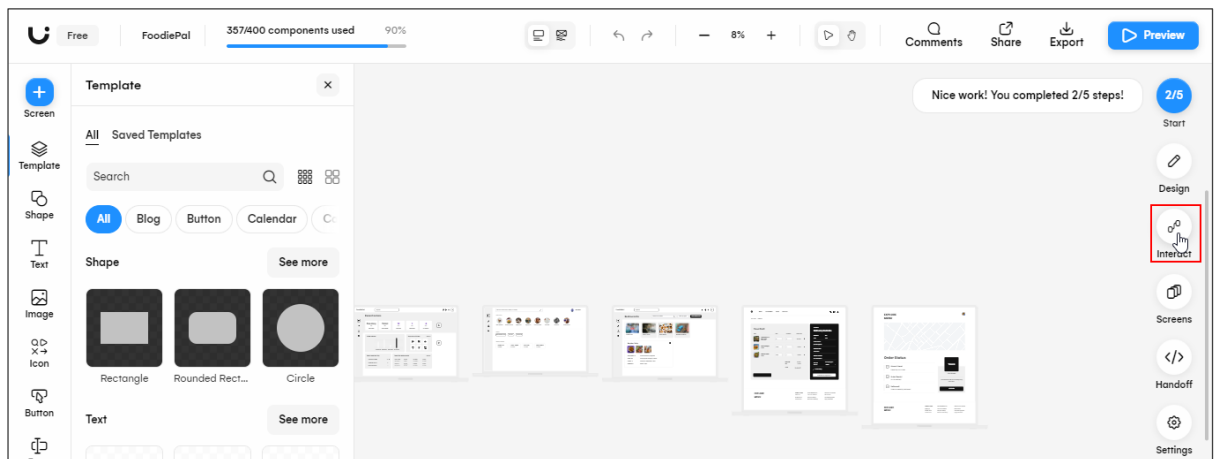 Free
FoodiePal
357/400 components used
90%
8%
Comments
Share
Export
Preview
Screen
Template
Shape
Text
Image
Icon
Button
Template
All Saved Templates
Search
All Blog Button Calendar
Shape See more
Rectangle Rounded Rect... Circle
Text See more
Nice work! You completed 2/5 steps!
2/5
Start
Design
Interact
Screens
Handoff
Settings
Order Status